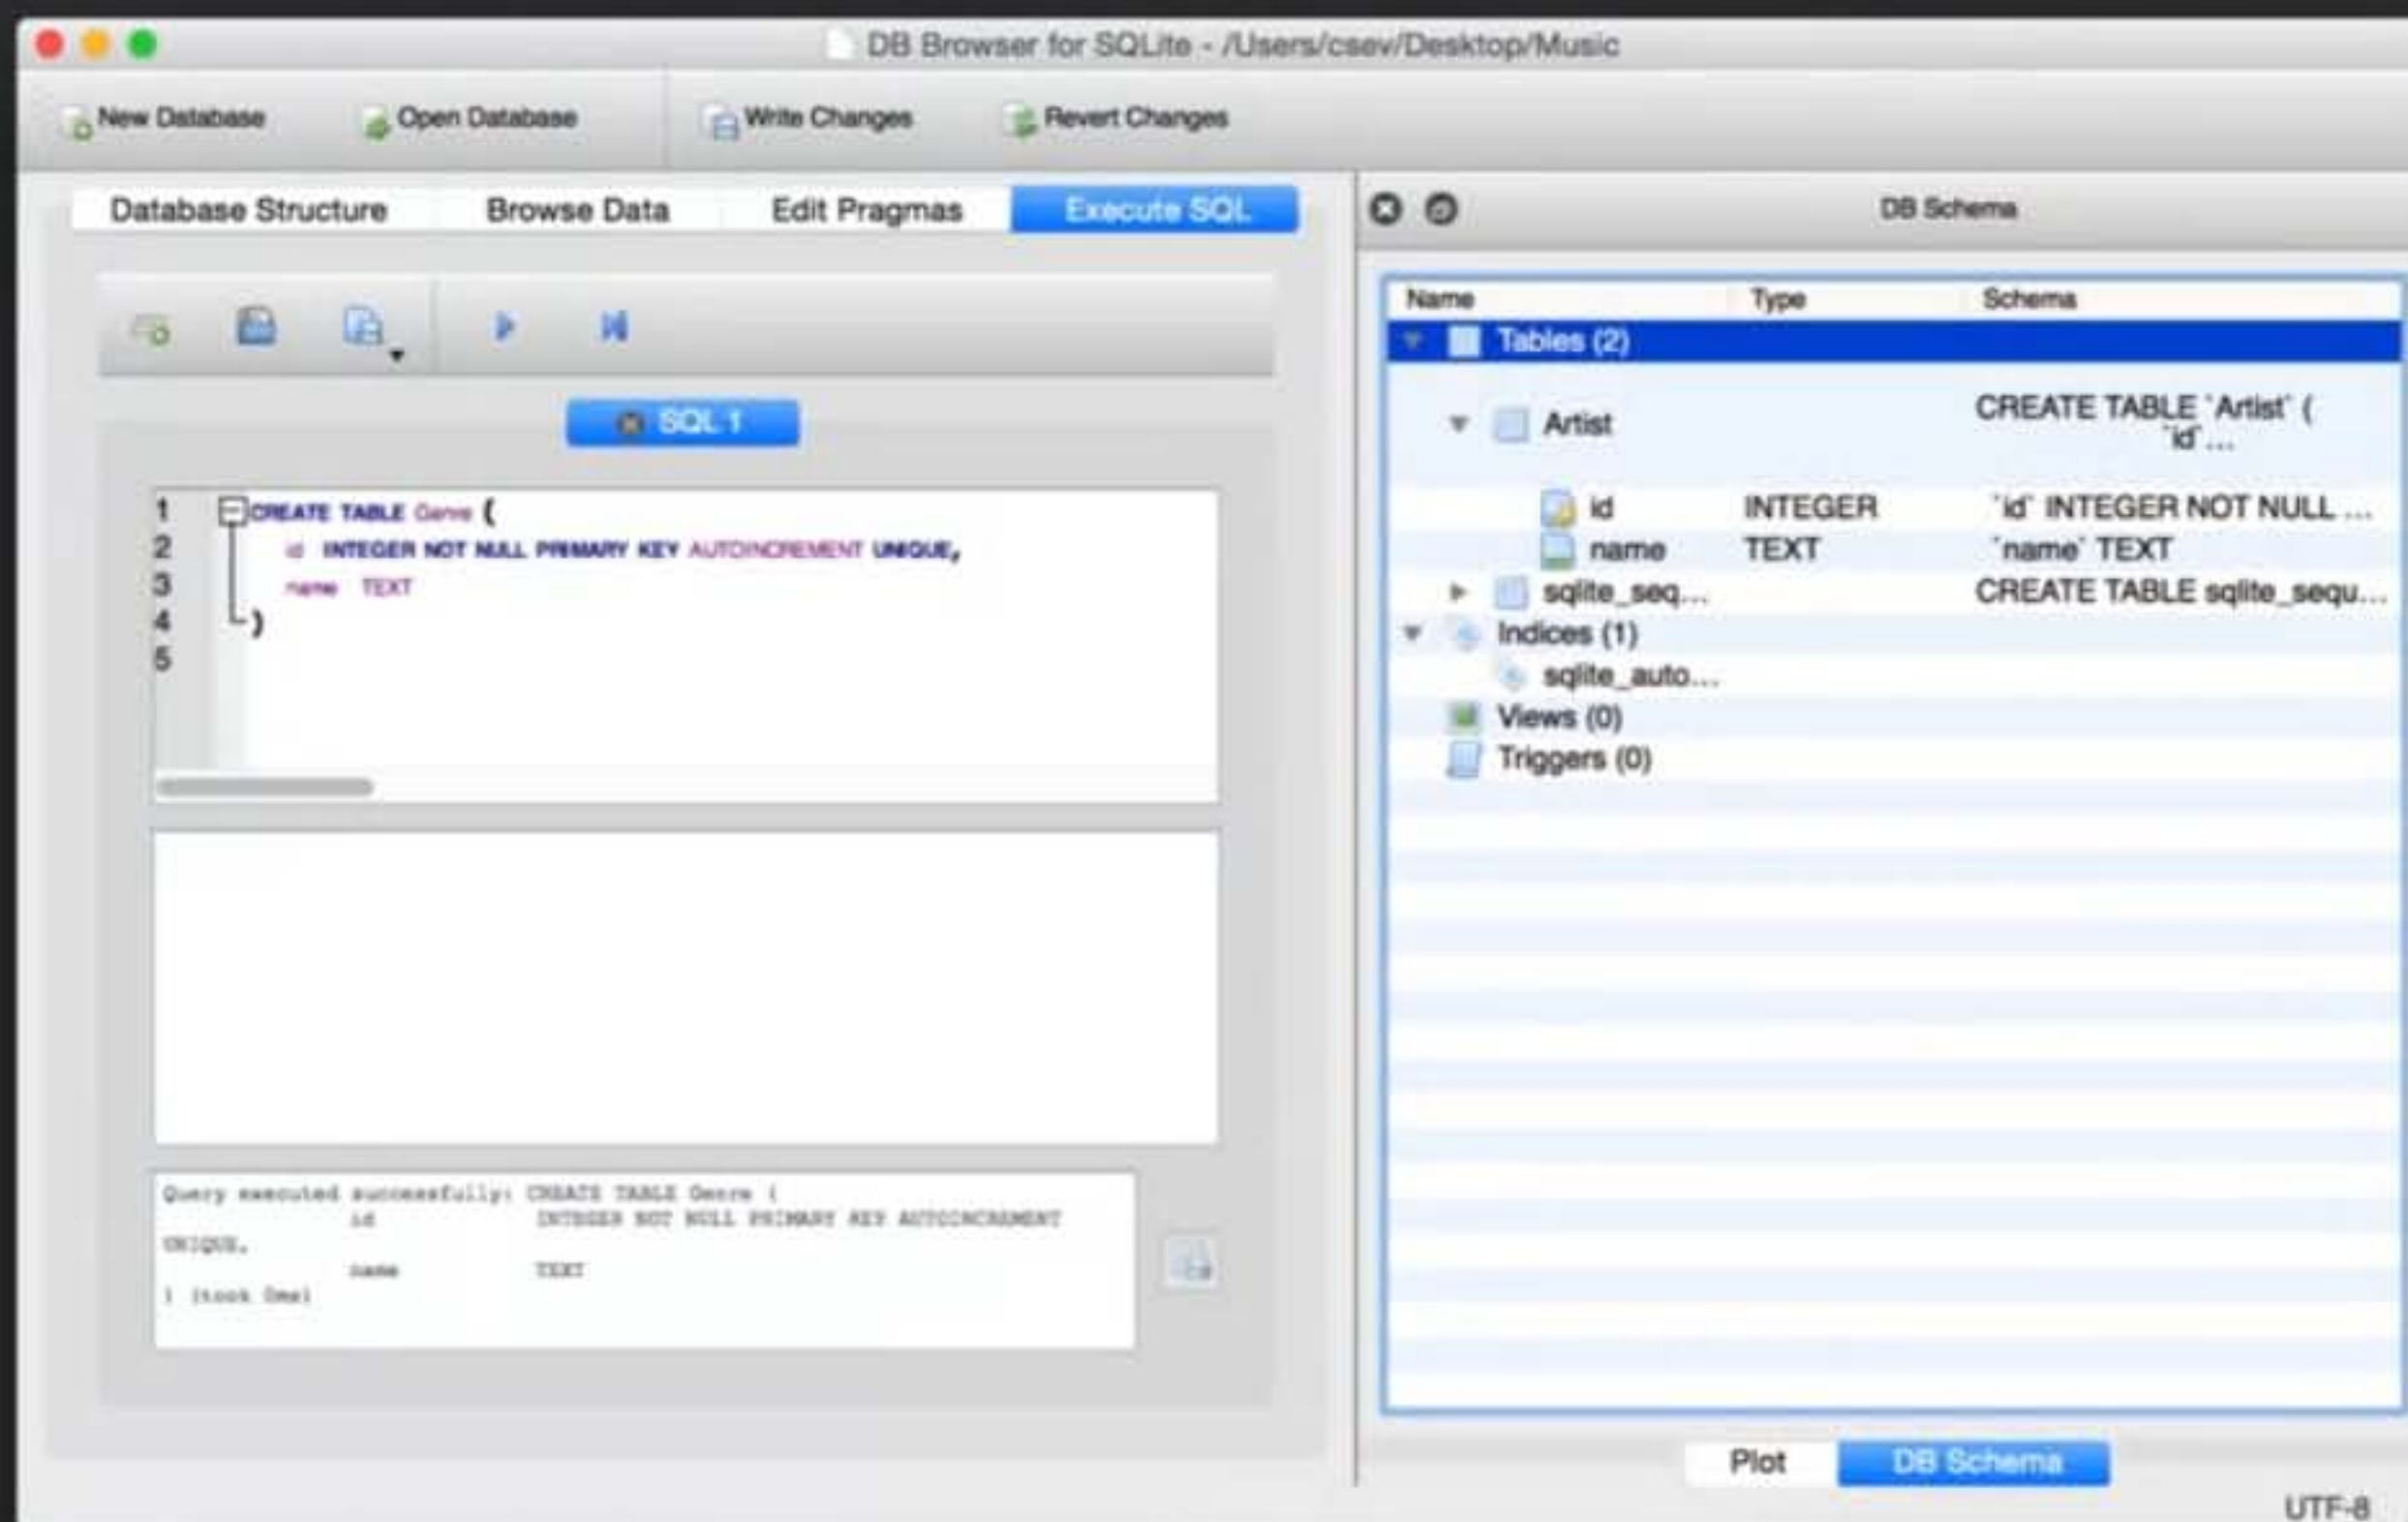 DB Browser for SQLite - /Users/csev/Desktop/Music
New Database Open Database Write Changes Revert Changes
Database Structure Browse Data Edit Pragmas Execute SQL
SQL 1
1 CREATE TABLE Genre (
2 id INTEGER NOT NULL PRIMARY KEY AUTOINCREMENT UNIQUE,
3 name TEXT
4 )
5
Query executed successfully: CREATE TABLE Genre (
id INTEGER NOT NULL PRIMARY KEY AUTOINCREMENT
UNIQUE,
name TEXT
) (took 0ms)
DB Schema
Name Type Schema
Tables (2)
Artist CREATE TABLE `Artist` (
`id`...
id INTEGER `id` INTEGER NOT NULL ...
name TEXT `name` TEXT
sqlite_seq... CREATE TABLE sqlite_sequ...
Indices (1)
sqlite_auto...
Views (0)
Triggers (0)
Plot DB Schema
UTF-8